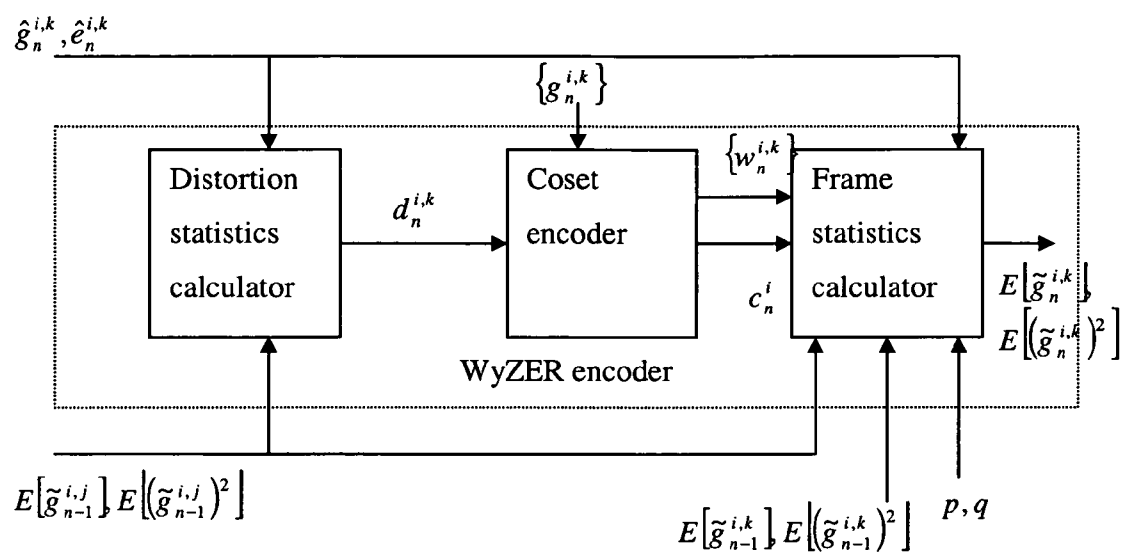 ĝ_n^{i,k}, ê_n^{i,k}
{g_n^{i,k}}
Distortion
statistics
calculator
d_n^{i,k}
Coset
encoder
{w_n^{i,k}}
c_n^i
Frame
statistics
calculator
E[g̃_n^{i,k}],
E[(g̃_n^{i,k})^2]
WyZER encoder
E[g̃_{n-1}^{i,j}], E[(g̃_{n-1}^{i,j})^2]
E[g̃_{n-1}^{i,k}], E[(g̃_{n-1}^{i,k})^2]
p, q